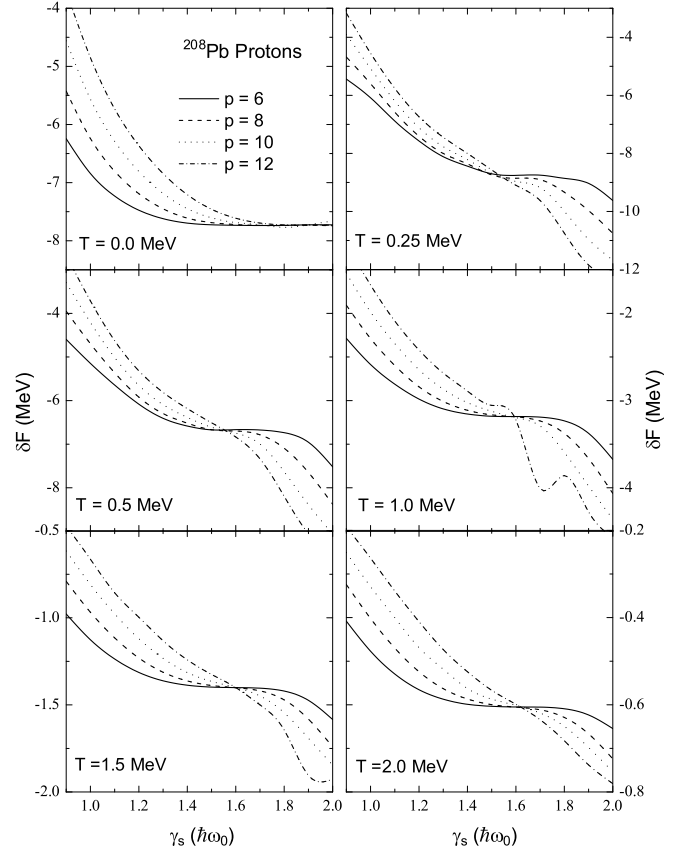 ²⁰⁸Pb Protons
p = 6
p = 8
p = 10
p = 12
-4
-5
-6
-7
-8
T = 0.0 MeV
-4
-6
-8
-10
-12
T = 0.25 MeV
-4
-6
-8
-0.5
T = 0.5 MeV
-2
-3
-4
-0.2
T = 1.0 MeV
δF (MeV)
δF (MeV)
-1.0
-1.5
-2.0
T =1.5 MeV
-0.4
-0.6
-0.8
T =2.0 MeV
1.0 1.2 1.4 1.6 1.8 2.0
1.0 1.2 1.4 1.6 1.8 2.0
γₛ (ħω₀)
γₛ (ħω₀)